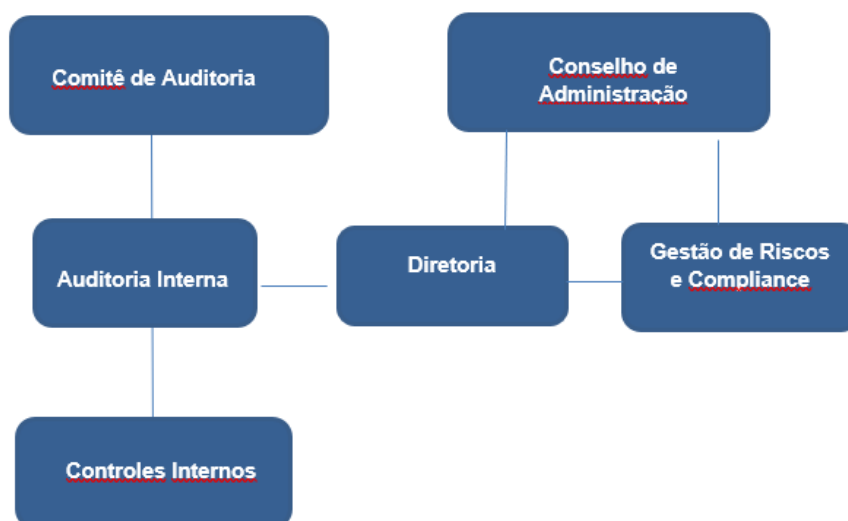 Comitê de Auditoria
Conselho de
Administração
Auditoria Interna
Diretoria
Gestão de Riscos
e Compliance
Controles Internos